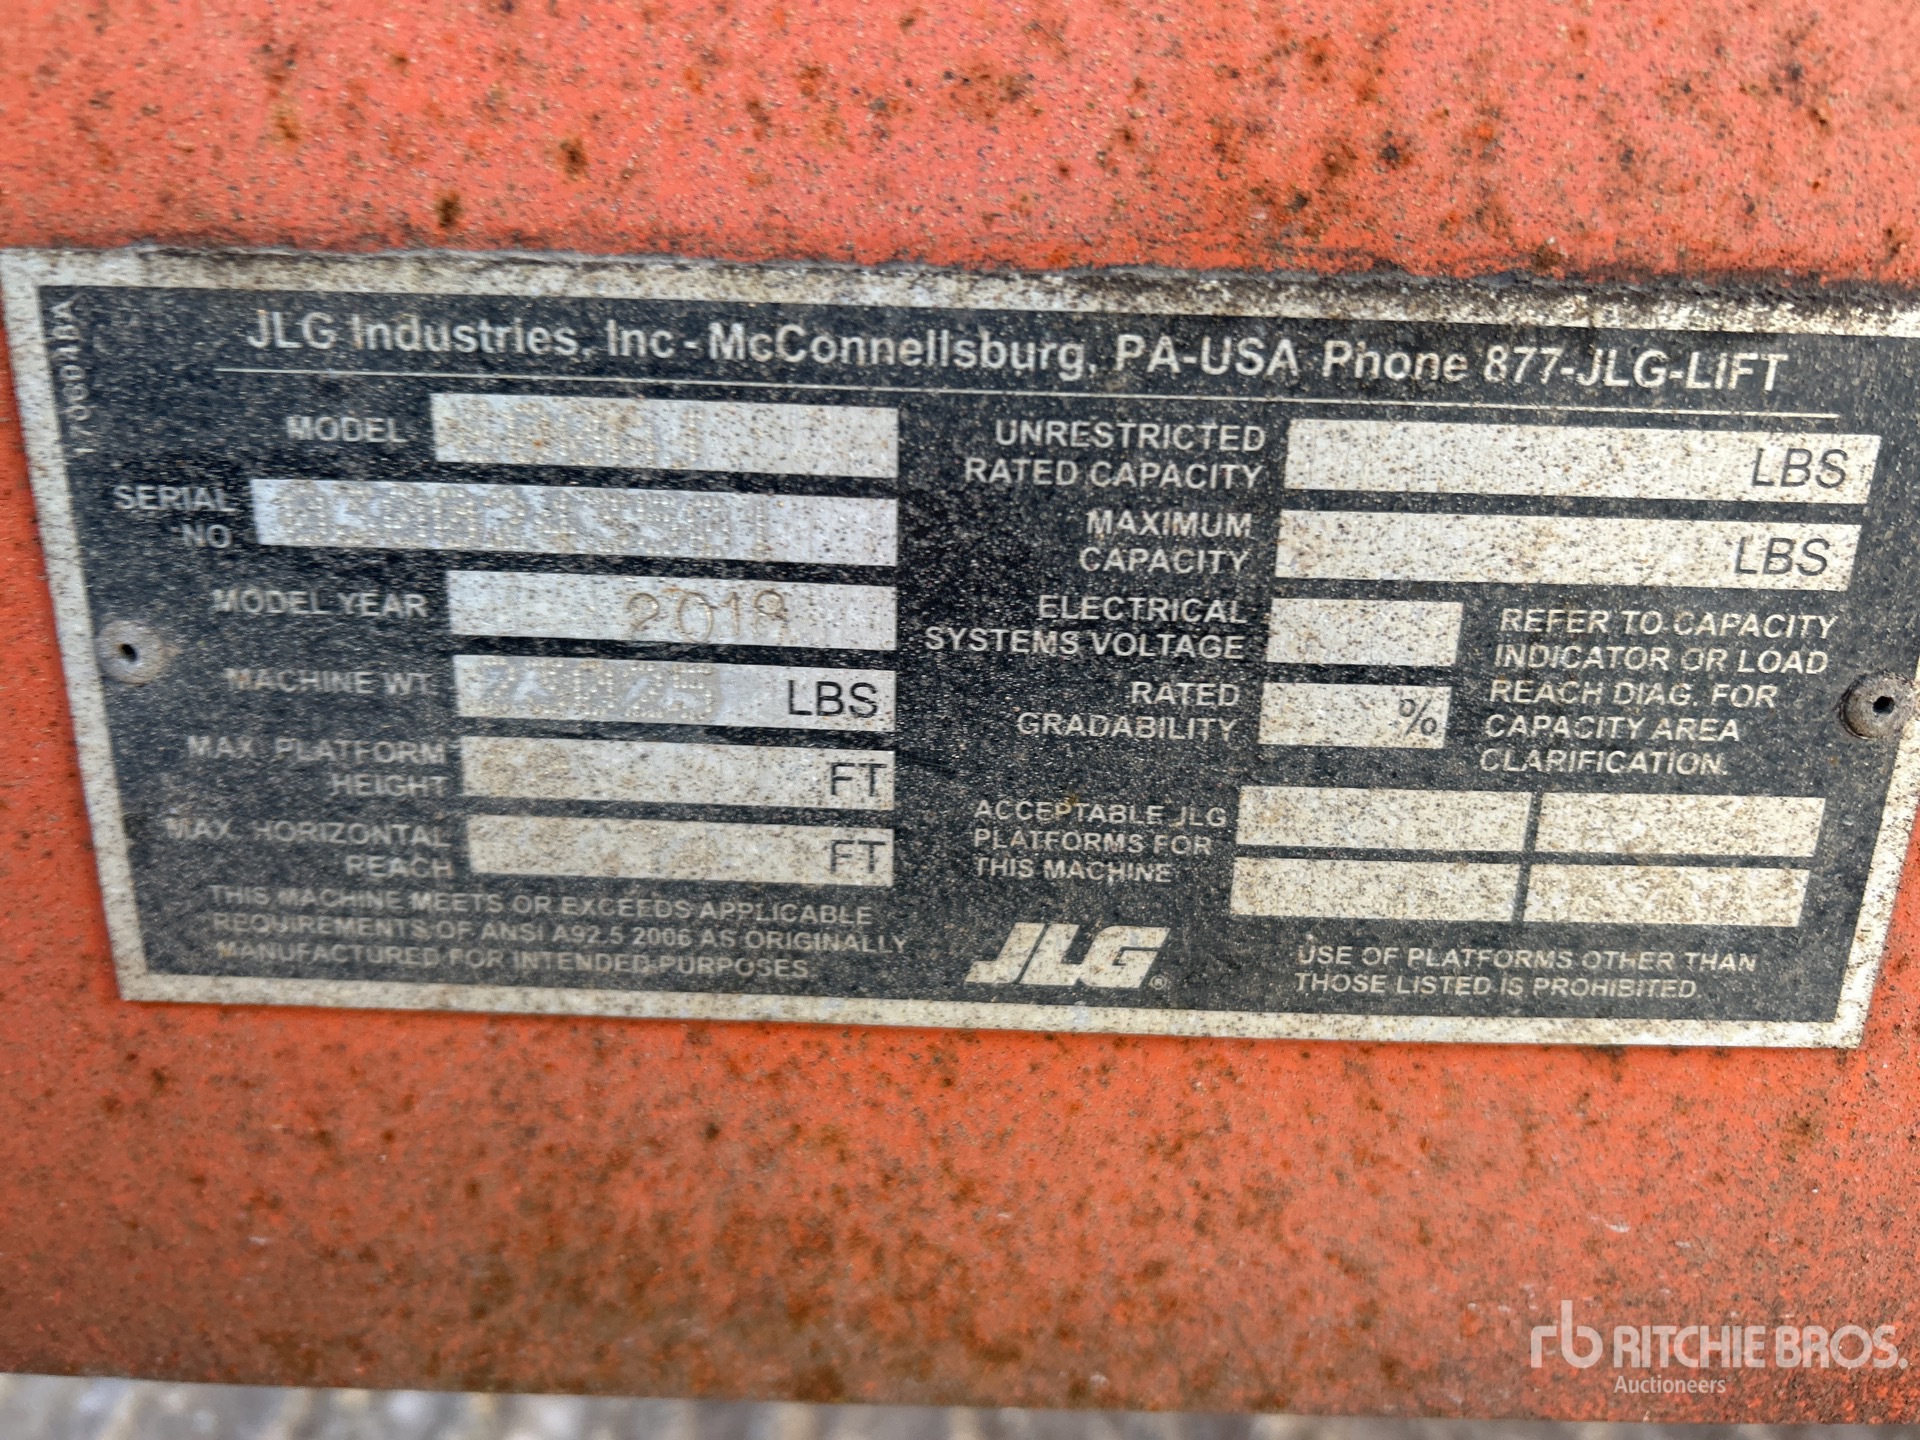 JLG Industries, Inc - McConnellsburg, PA-USA Phone 877-JLG-LIFT
MODEL
SERIAL
NO.
MODEL YEAR 2018
MACHINE WT. LBS
MAX. PLATFORM
HEIGHT FT
MAX. HORIZONTAL
REACH FT
THIS MACHINE MEETS OR EXCEEDS APPLICABLE
REQUIREMENTS OF ANSI A92.5 2006 AS ORIGINALLY
MANUFACTURED FOR INTENDED PURPOSES.
UNRESTRICTED
RATED CAPACITY LBS
MAXIMUM
CAPACITY LBS
ELECTRICAL
SYSTEMS VOLTAGE
RATED
GRADABILITY %
REFER TO CAPACITY
INDICATOR OR LOAD
REACH DIAG. FOR
CAPACITY AREA
CLARIFICATION.
ACCEPTABLE JLG
PLATFORMS FOR
THIS MACHINE
JLG®
USE OF PLATFORMS OTHER THAN
THOSE LISTED IS PROHIBITED
rb RITCHIE BROS.
Auctioneers